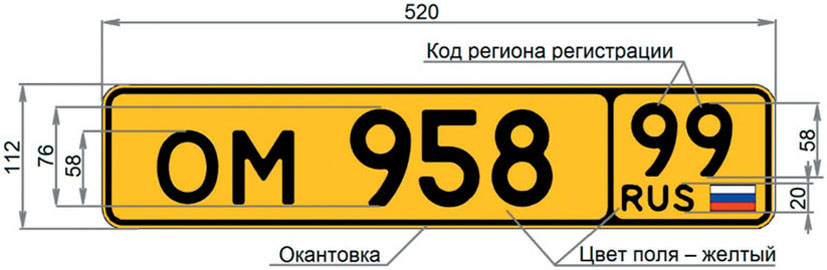 520
Код региона регистрации
112
76
58
ОМ 958
99
RUS
58
20
Окантовка
Цвет поля – желтый